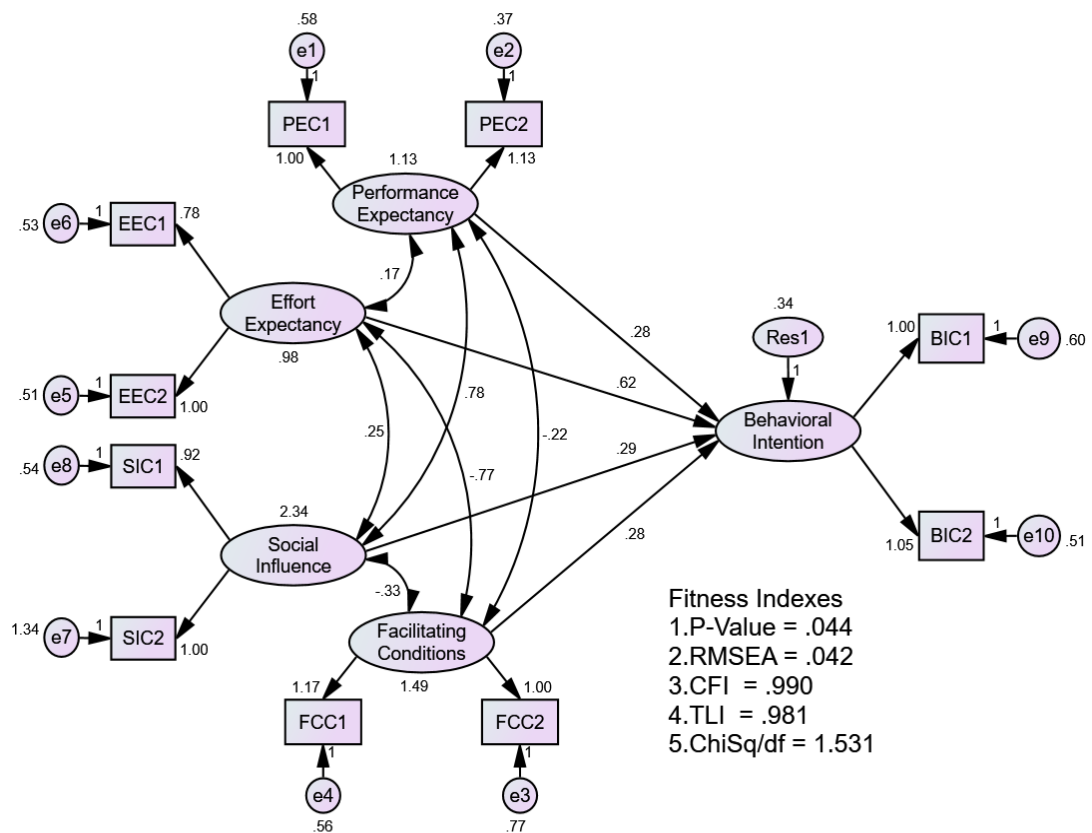 .58
e1
1
PEC1
1.00
.37
e2
1
PEC2
1.13
1.13
Performance
Expectancy
.53
e6
1
EEC1
.78
.17
Effort
Expectancy
.98
.51
e5
1
EEC2
1.00
.54
e8
1
SIC1
.92
2.34
Social
Influence
1.34
e7
1
SIC2
1.00
.25
.78
-.77
-.22
-.33
.28
.62
.29
.28
Facilitating
Conditions
1.49
1.17
FCC1
1
e4
.56
1.00
FCC2
1
e3
.77
.34
Res1
1
Behavioral
Intention
1.00
BIC1
1
e9
.60
1.05
BIC2
1
e10
.51
Fitness Indexes
1.P-Value = .044
2.RMSEA = .042
3.CFI = .990
4.TLI = .981
5.ChiSq/df = 1.531